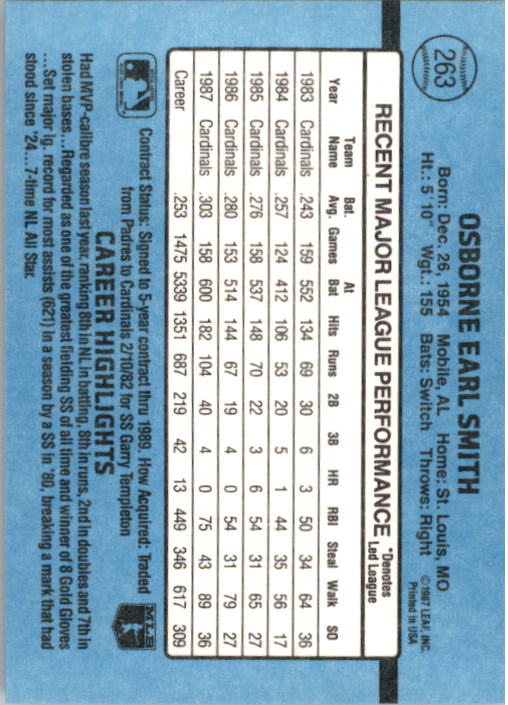 263
OSBORNE EARL SMITH
Born: Dec. 26, 1954 Mobile, AL Home: St. Louis, MO
Ht.: 5'10" Wgt.: 155 Bats: Switch Throws: Right
©1987 LEAF, INC.
Printed in USA
RECENT MAJOR LEAGUE PERFORMANCE *Denotes Led League
Year Team Name Bat. Avg. Games At Bat Hits Runs 2B 3B HR RBI Steal Walk SO
1983 Cardinals .243 159 552 134 69 30 6 3 50 34 64 36
1984 Cardinals .257 124 412 106 53 20 5 1 44 35 56 17
1985 Cardinals .276 158 537 148 70 22 3 6 54 31 65 27
1986 Cardinals .280 153 514 144 67 19 4 0 54 31 79 27
1987 Cardinals .303 158 600 182 104 40 4 0 75 43 89 36
Career .253 1475 5339 1351 687 219 42 13 449 346 617 309
Contract Status: Signed to 5-year contract thru 1989. How Acquired: Traded
from Padres to Cardinals 2/10/82 for SS Garry Templeton
MLB
CAREER HIGHLIGHTS
Had MVP-calibre season last year, ranking 8th in NL in batting, 8th in runs, 2nd in doubles and 7th in
stolen bases...Regarded as one of the greatest fielding SS of all time and winner of 8 Gold Gloves
...Set major lg. record for most assists (621) in a season by a SS in '80, breaking a mark that had
stood since '24...7-time NL All Star.